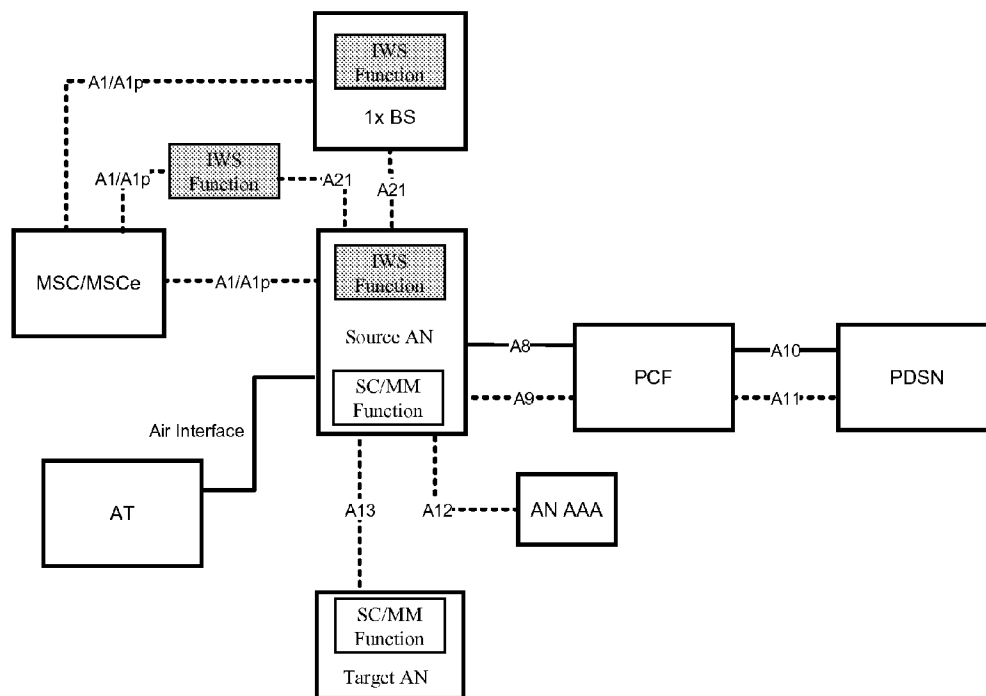 IWS
Function
1x BS
A1/A1p
IWS
Function
A1/A1p
A21
A21
MSC/MSCe
A1/A1p
IWS
Function
Source AN
SC/MM
Function
A8
A9
PCF
A10
A11
PDSN
Air Interface
AT
A13
A12
AN AAA
SC/MM
Function
Target AN